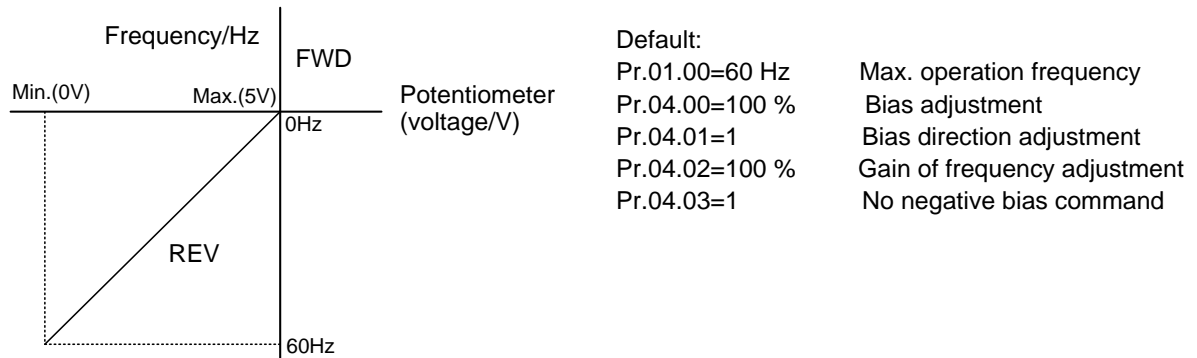 Frequency/Hz
FWD
Min.(0V)
Max.(5V)
Potentiometer
(voltage/V)
0Hz
REV
60Hz
Default:
Pr.01.00=60 Hz Max. operation frequency
Pr.04.00=100 % Bias adjustment
Pr.04.01=1 Bias direction adjustment
Pr.04.02=100 % Gain of frequency adjustment
Pr.04.03=1 No negative bias command